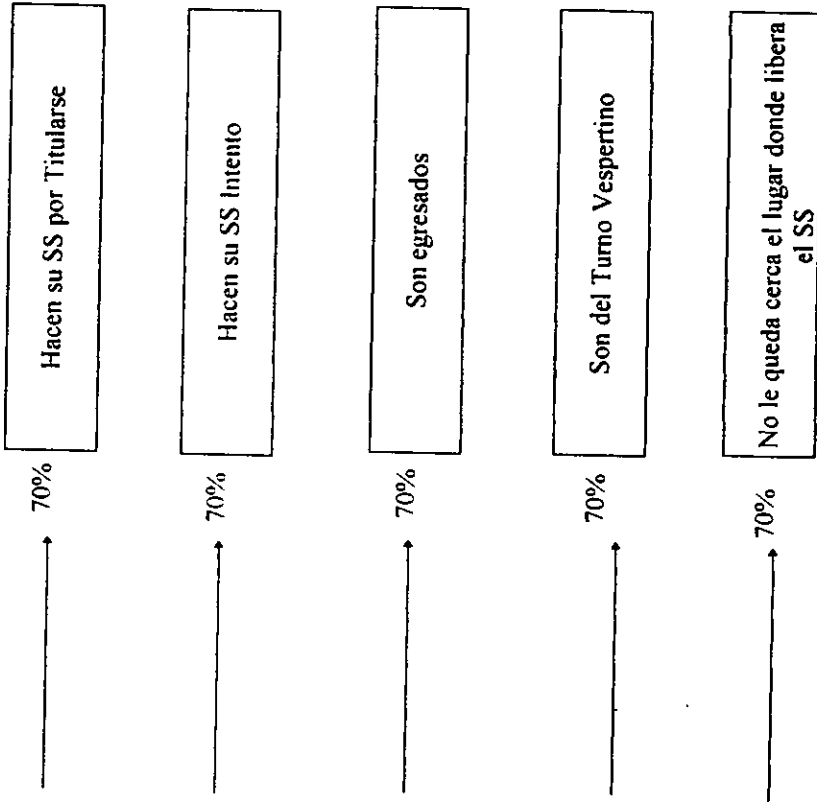 70%
Hacen su SS por Titularse
70%
Hacen su SS Intento
70%
Son egresados
70%
Son del Turno Vespertino
70%
No le queda cerca el lugar donde libera
el SS